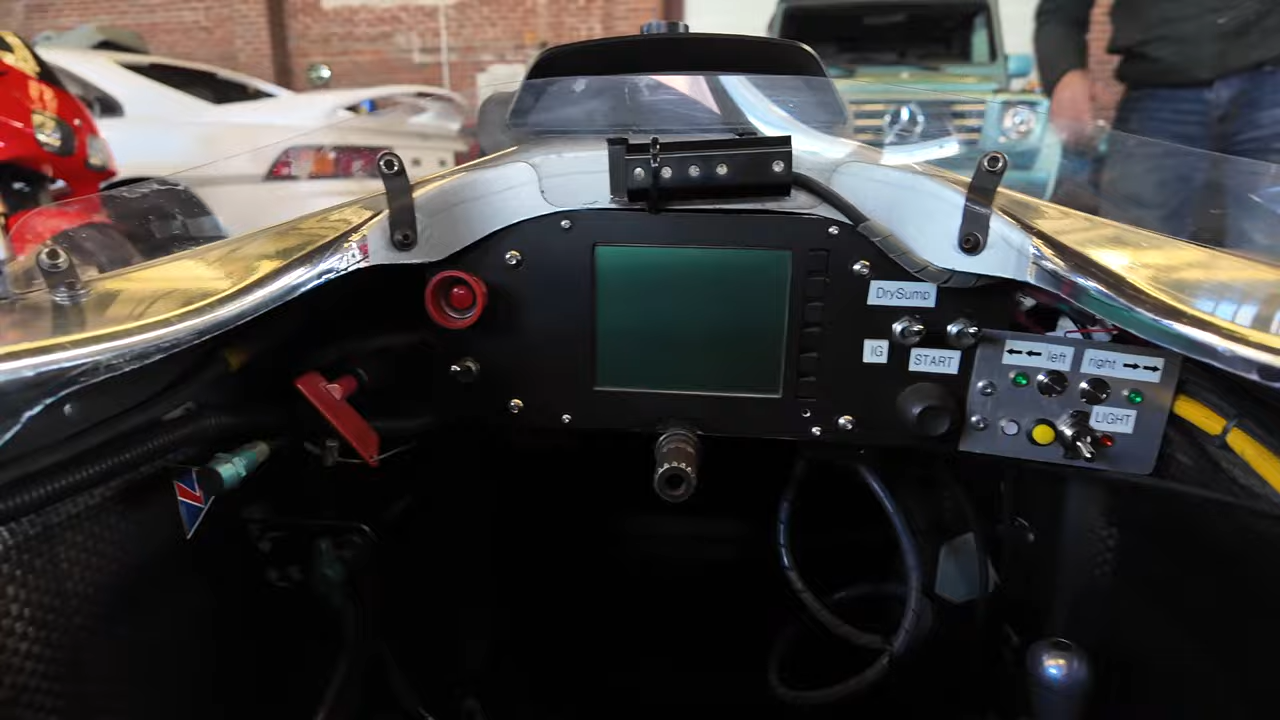 DrySump
IG
START
←← left
right →→
LIGHT